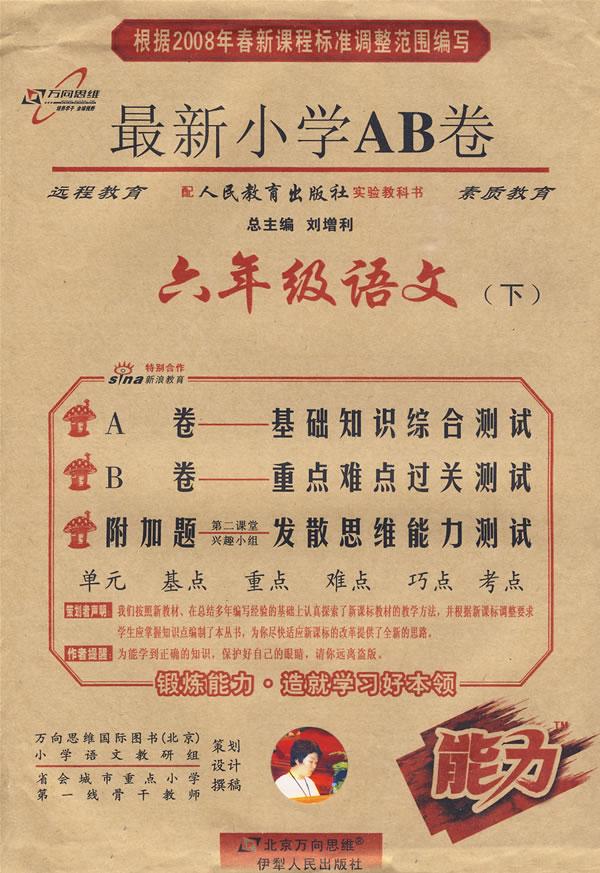 根据2008年春新课程标准调整范围编写
万向思维
培养学子 全球视野
最新小学AB卷
远程教育 配 人民教育出版社 实验教科书 素质教育
总主编 刘增利
六年级语文（下）
sina 特别合作
新浪教育
A 卷——基础知识综合测试
B 卷——重点难点过关测试
附加题——第二课堂 兴趣小组——发散思维能力测试
单元 基点 重点 难点 巧点 考点
策划者声明：我们按照新教材、在总结多年编写经验的基础上认真探索了新课标教材的教学方法，并根据新课标调整要求
学生应掌握知识点编制了本丛书，为你尽快适应新课标的改革提供了全新的思路。
作者提醒：为能学到正确的知识，保护好自己的眼睛，请你远离盗版。
锻炼能力·造就学习好本领
万向思维国际图书(北京)
小学语文教研组
省会城市重点小学
第一线骨干教师
策划
设计
撰稿
能力™
北京万向思维®
伊犁人民出版社